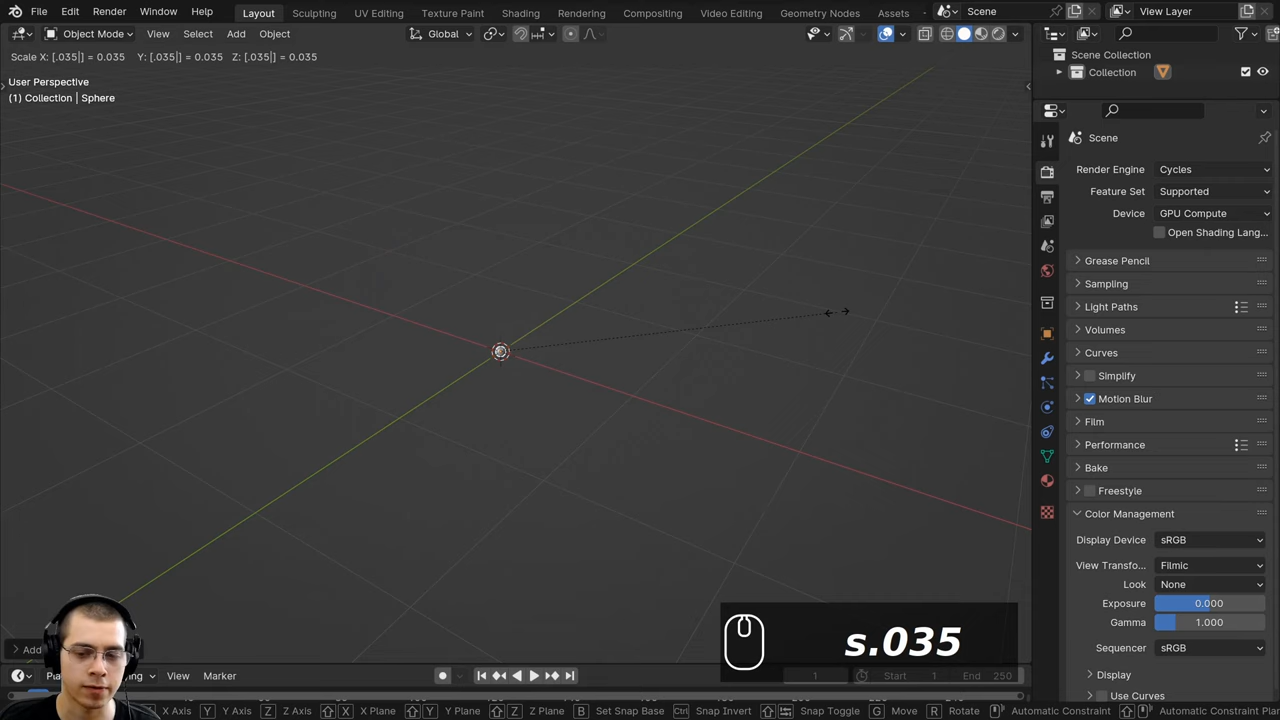 File Edit Render Window Help Layout Sculpting UV Editing Texture Paint Shading Rendering Compositing Video Editing Geometry Nodes Assets Scene View Layer
Object Mode View Select Add Object Global
Scale X: [.035|] = 0.035 Y: [.035|] = 0.035 Z: [.035|] = 0.035
User Perspective
(1) Collection | Sphere
Scene Collection
Collection
Scene
Render Engine Cycles
Feature Set Supported
Device GPU Compute
Open Shading Lang...
Grease Pencil
Sampling
Light Paths
Volumes
Curves
Simplify
Motion Blur
Film
Performance
Bake
Freestyle
Color Management
Display Device sRGB
View Transfo... Filmic
Look None
Exposure 0.000
Gamma 1.000
Sequencer sRGB
Display
Use Curves
s.035
Add
View Marker
1 Start 1 End 250
X Axis Y Y Axis Z Z Axis X X Plane Y Y Plane Z Z Plane B Set Snap Base Ctrl Snap Invert Snap Toggle G Move R Rotate Automatic Constraint Automatic Constraint Plan